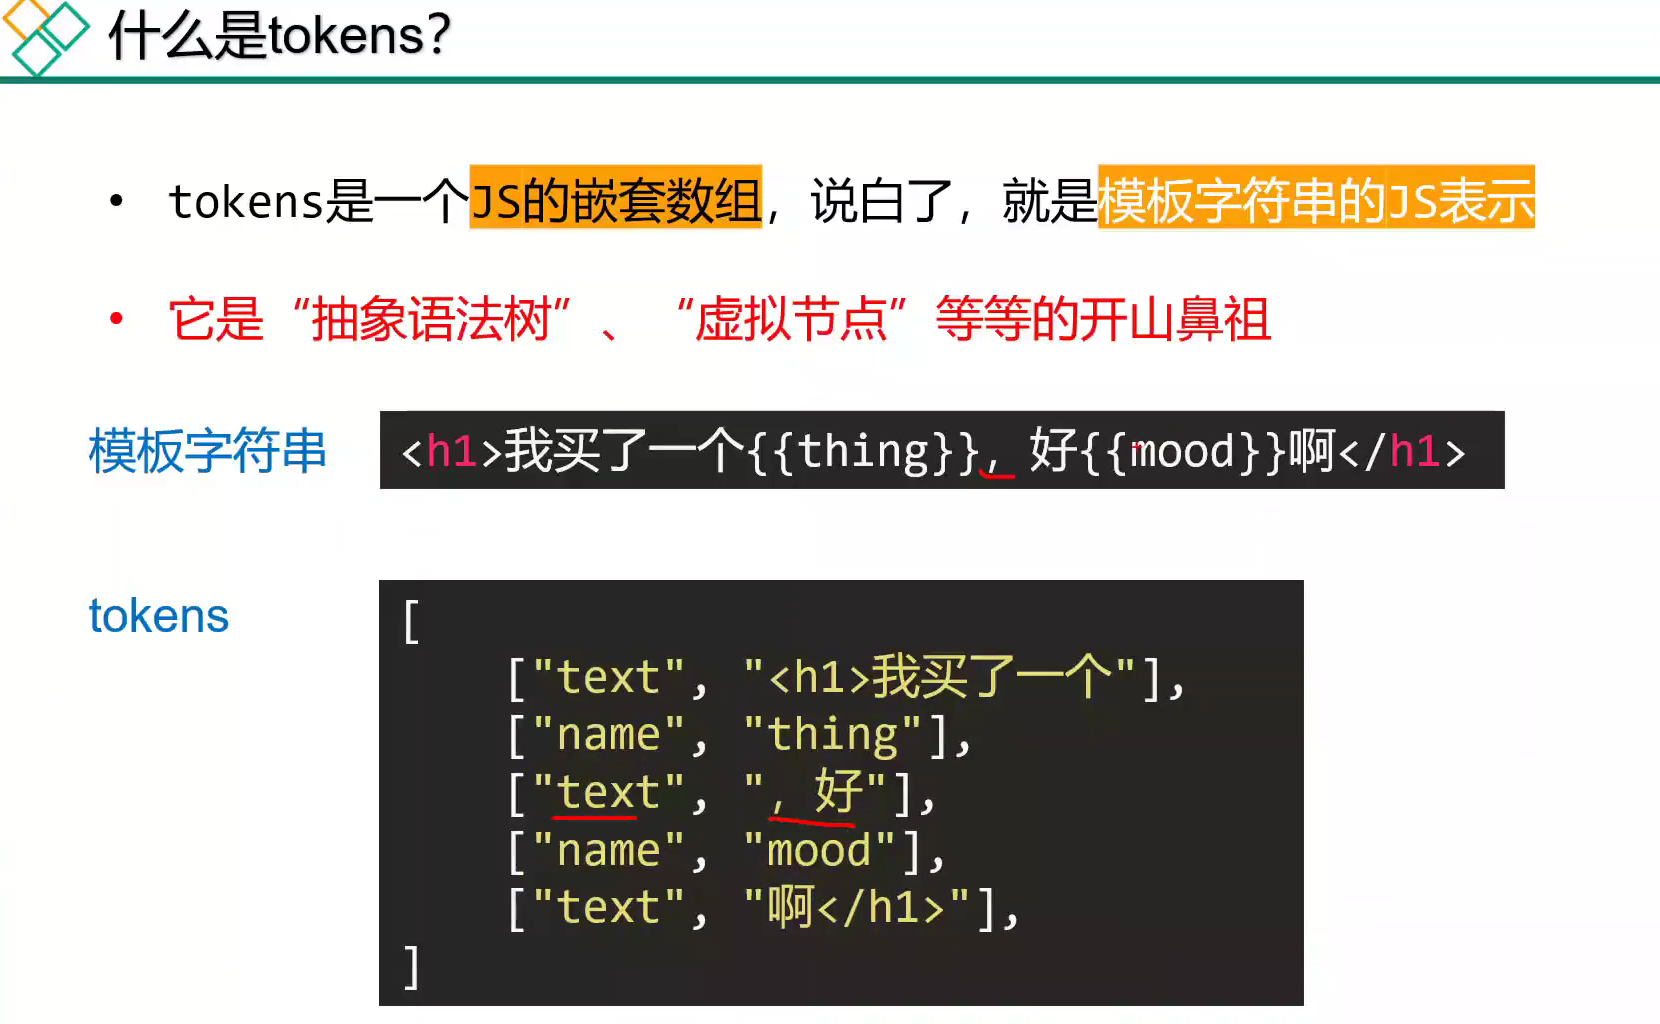 什么是tokens？
• tokens是一个JS的嵌套数组，说白了，就是模板字符串的JS表示
• 它是“抽象语法树”、“虚拟节点”等等的开山鼻祖
模板字符串
<h1>我买了一个{{thing}}，好{{mood}}啊</h1>
tokens
[
["text", "<h1>我买了一个"],
["name", "thing"],
["text", "，好"],
["name", "mood"],
["text", "啊</h1>"],
]